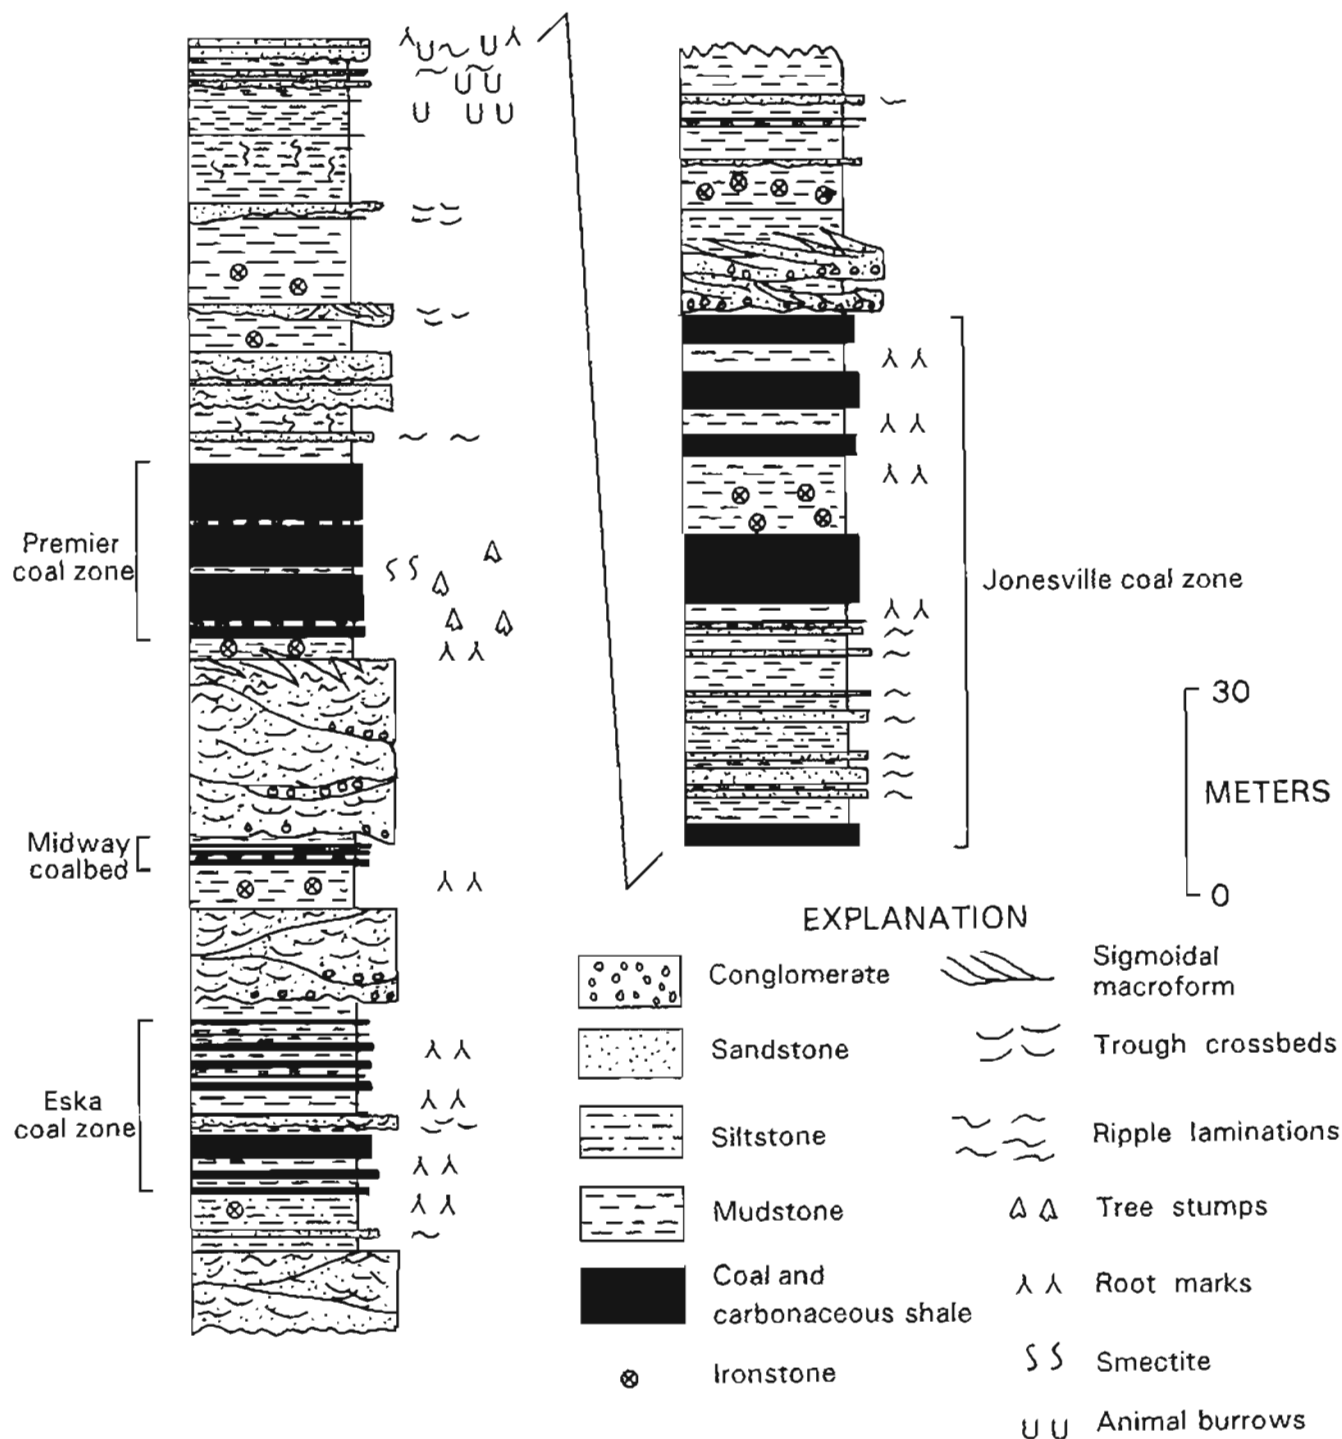 Premier
coal zone
Midway
coalbed
Eska
coal zone
Jonesville coal zone
30
METERS
0
EXPLANATION
Conglomerate
Sandstone
Siltstone
Mudstone
Coal and
carbonaceous shale
Ironstone
Sigmoidal
macroform
Trough crossbeds
Ripple laminations
Tree stumps
Root marks
Smectite
Animal burrows